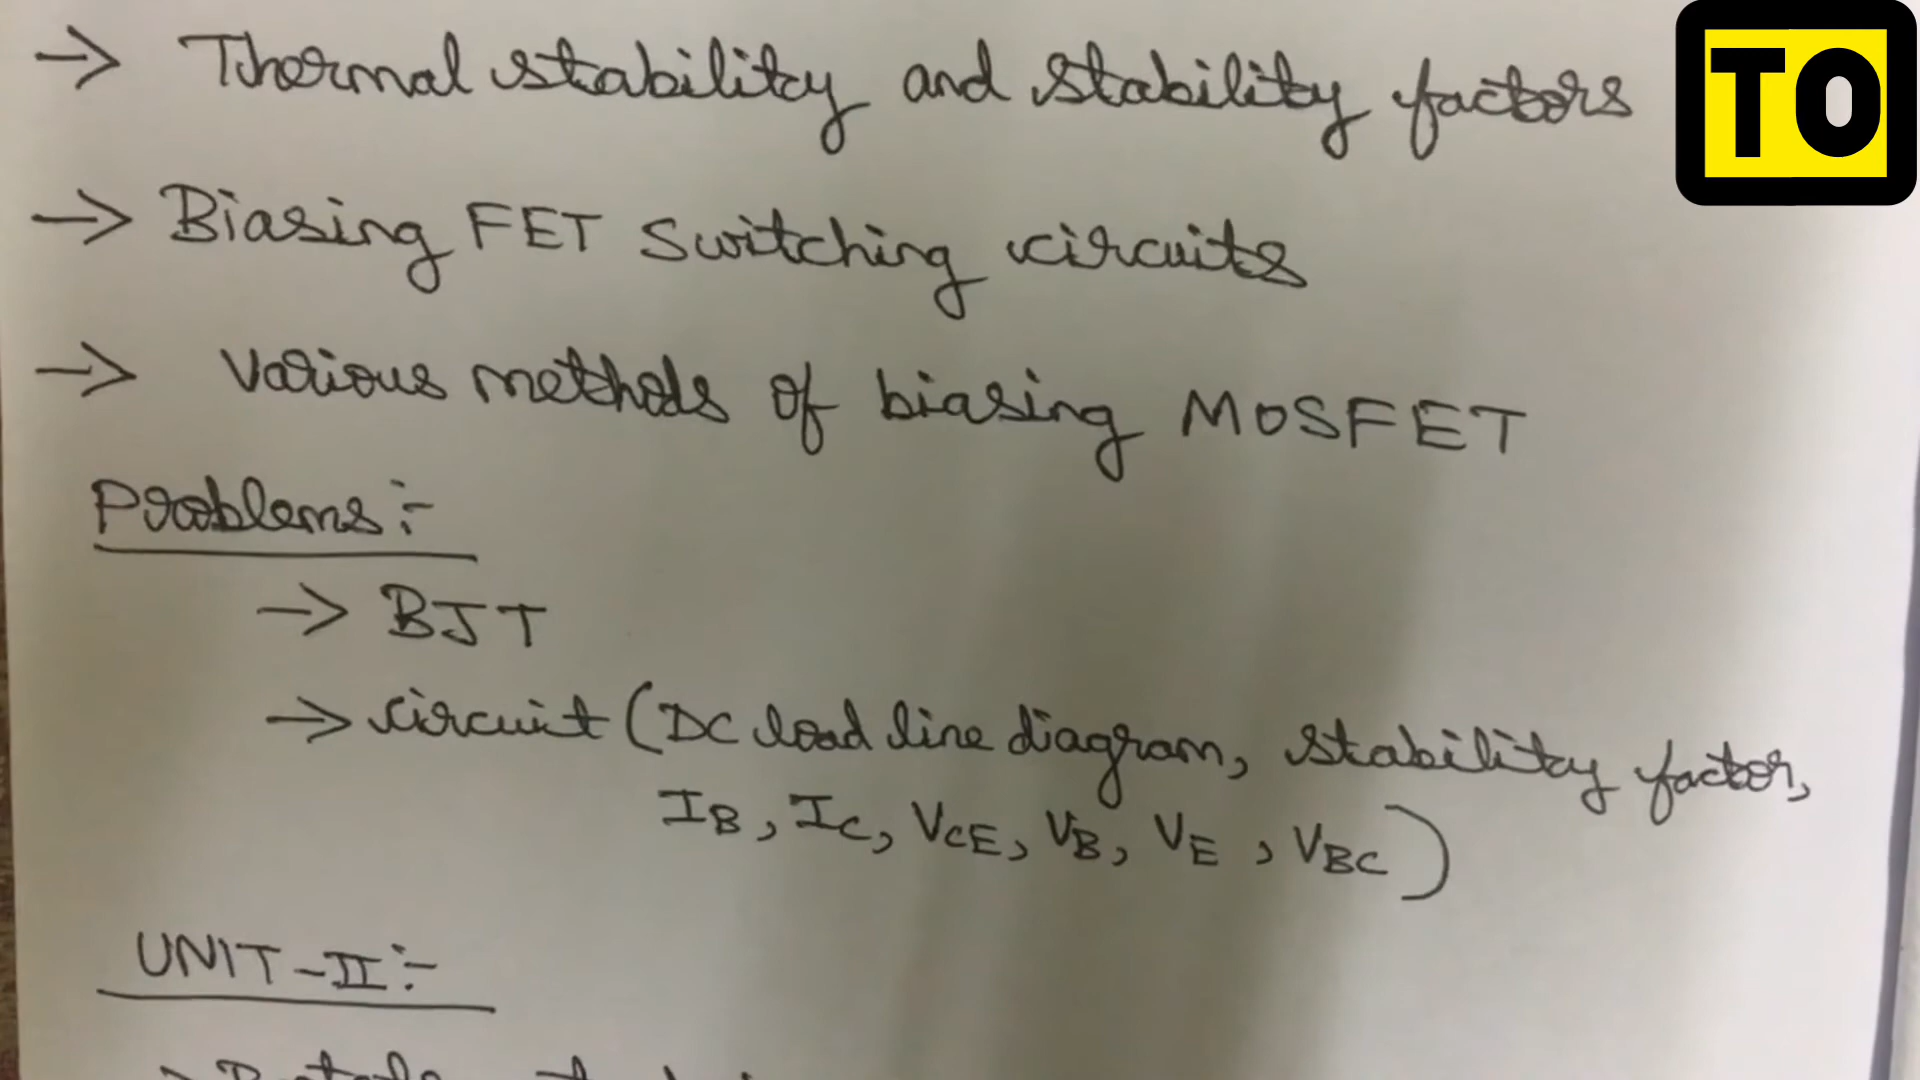 → Thermal stability and stability factors
TO
→ Biasing FET Switching circuits
→ Various methods of biasing MOSFET
Problems :-
→ BJT
→ circuit (DC load line diagram, stability factor,
IB, IC, VCE, VB, VE, VBC)
UNIT-II :-